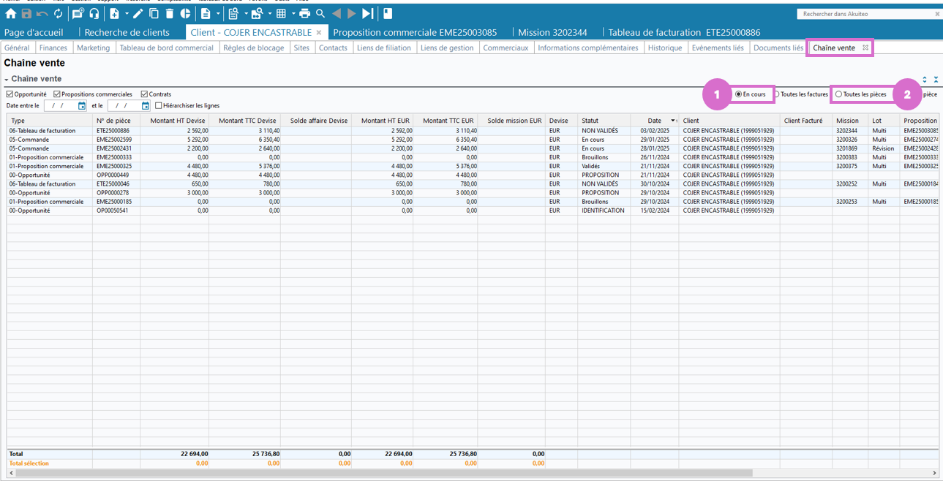 Rechercher dans Akuiteo
Page d'accueil | Recherche de clients Client - COJER ENCASTRABLE × Proposition commerciale EME25003085 | Mission 3202344 | Tableau de facturation ETE25000886
Général Finances Marketing Tableau de bord commercial Règles de blocage Sites Contacts Liens de filiation Liens de gestion Commerciaux Informations complémentaires Historique Evénements liés Documents liés Chaîne vente
Chaîne vente
Chaîne vente
Opportunité Propositions commerciales Contrats 1 En cours Toutes les factures Toutes les pièces 2 pièce
Date entre le / / et le / / Hiérarchiser les lignes
Type N° de pièce Montant HT Devise Montant TTC Devise Solde affaire Devise Montant HT EUR Montant TTC EUR Solde mission EUR Devise Statut Date Client Client Facturé Mission Lot Proposition
06-Tableau de facturation ETE25000886 2 592,00 3 110,40 2 592,00 3 110,40 EUR NON VALIDÉS 03/02/2025 COJER ENCASTRABLE (1999051929) 3202344 Multi EME25003085
05-Commande EME25002599 5 292,00 6 350,40 5 292,00 6 350,40 EUR En cours 29/01/2025 COJER ENCASTRABLE (1999051929) 3200326 Multi EME25000274
05-Commande EME25002431 2 200,00 2 640,00 2 200,00 2 640,00 EUR En cours 28/01/2025 COJER ENCASTRABLE (1999051929) 3201869 Révision EME25002428
01-Proposition commerciale EME25000333 0,00 0,00 0,00 0,00 EUR Brouillons 26/11/2024 COJER ENCASTRABLE (1999051929) 3200383 Multi EME25000333
01-Proposition commerciale EME25000325 4 480,00 5 376,00 4 480,00 5 376,00 EUR Validés 21/11/2024 COJER ENCASTRABLE (1999051929) 3200375 Multi EME25000325
00-Opportunité OPP0000449 4 480,00 4 480,00 4 480,00 4 480,00 EUR PROPOSITION 21/11/2024 COJER ENCASTRABLE (1999051929)
06-Tableau de facturation ETE25000046 650,00 780,00 650,00 780,00 EUR NON VALIDÉS 30/10/2024 COJER ENCASTRABLE (1999051929) 3200252 Multi EME25000184
00-Opportunité OPP0000278 3 000,00 3 000,00 3 000,00 3 000,00 EUR PROPOSITION 29/10/2024 COJER ENCASTRABLE (1999051929)
01-Proposition commerciale EME25000185 0,00 0,00 0,00 0,00 EUR Brouillons 29/10/2024 COJER ENCASTRABLE (1999051929) 3200253 Multi EME25000185
00-Opportunité OP00050541 0,00 0,00 0,00 0,00 EUR IDENTIFICATION 15/02/2024 COJER ENCASTRABLE (1999051929)
Total 22 694,00 25 736,80 0,00 22 694,00 25 736,80 0,00
Total sélection 0,00 0,00 0,00 0,00 0,00 0,00